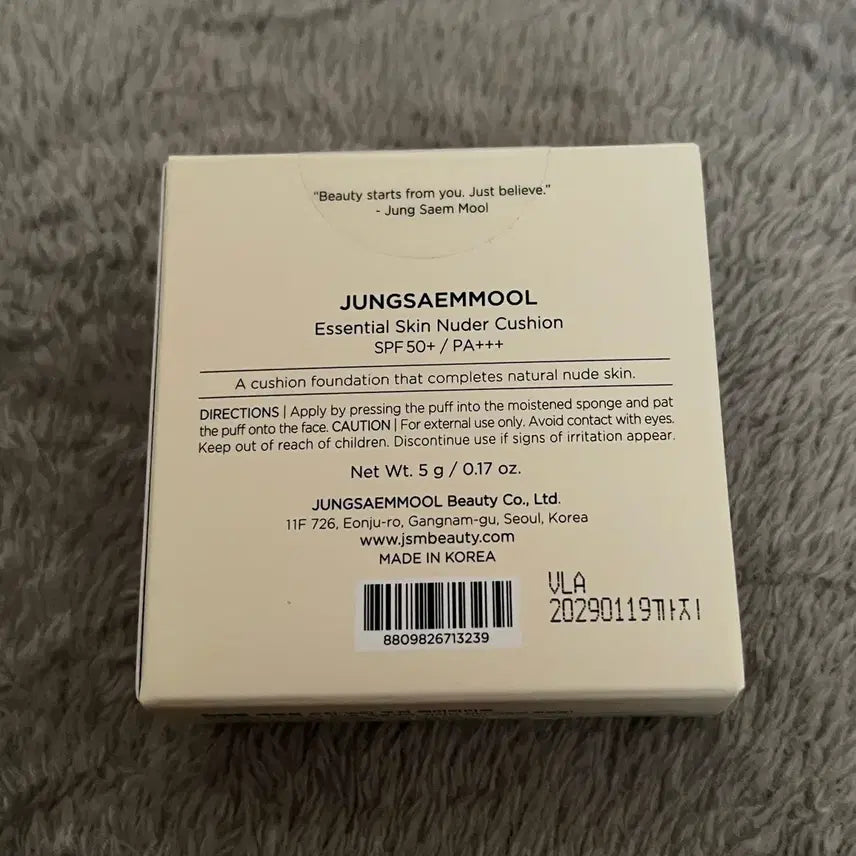 “Beauty starts from you. Just believe.”
- Jung Saem Mool
JUNGSAEMMOOL
Essential Skin Nuder Cushion
SPF50+ / PA+++
A cushion foundation that completes natural nude skin.
DIRECTIONS | Apply by pressing the puff into the moistened sponge and pat
the puff onto the face. CAUTION | For external use only. Avoid contact with eyes.
Keep out of reach of children. Discontinue use if signs of irritation appear.
Net Wt. 5 g / 0.17 oz.
JUNGSAEMMOOL Beauty Co., Ltd.
11F 726, Eonju-ro, Gangnam-gu, Seoul, Korea
www.jsmbeauty.com
MADE IN KOREA
8809826713239
VLA
20290119까지